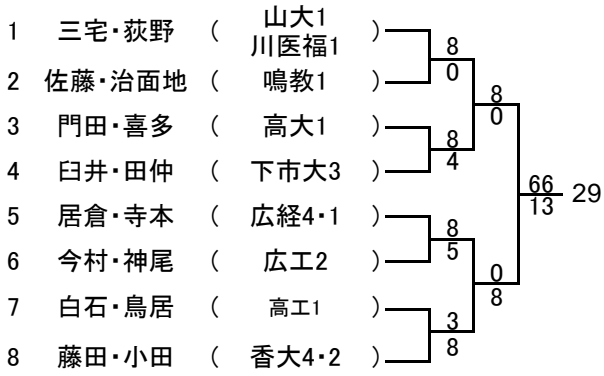 1 三宅・荻野 ( 山大1 川医福1 )
2 佐藤・治面地 ( 鳴教1 )
3 門田・喜多 ( 高大1 )
4 臼井・田仲 ( 下市大3 )
5 居倉・寺本 ( 広経4・1 )
6 今村・神尾 ( 広工2 )
7 白石・鳥居 ( 高工1 )
8 藤田・小田 ( 香大4・2 )
8
0
8
4
8
5
3
8
8
0
0
8
66
13
29